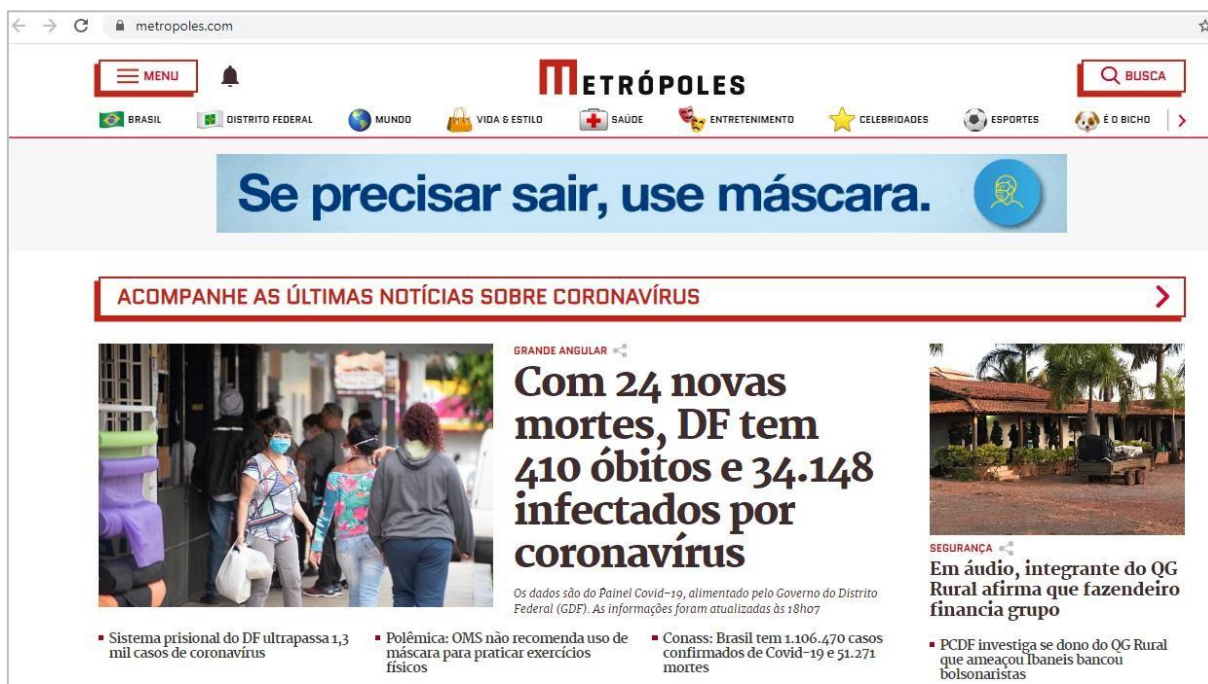 metropoles.com
MENU
METRÓPOLES
BUSCA
BRASIL
DISTRITO FEDERAL
MUNDO
VIDA & ESTILO
SAÚDE
ENTRETENIMENTO
CELEBRIDADES
ESPORTES
É O BICHO
Se precisar sair, use máscara.
ACOMPANHE AS ÚLTIMAS NOTÍCIAS SOBRE CORONAVÍRUS
GRANDE ANGULAR
Com 24 novas
mortes, DF tem
410 óbitos e 34.148
infectados por
coronavírus
Os dados são do Painel Covid-19, alimentado pelo Governo do Distrito
Federal (GDF). As informações foram atualizadas às 18h07
SEGURANÇA
Em áudio, integrante do QG
Rural afirma que fazendeiro
financia grupo
Sistema prisional do DF ultrapassa 1,3
mil casos de coronavírus
Polêmica: OMS não recomenda uso de
máscara para praticar exercícios
físicos
Conass: Brasil tem 1.106.470 casos
confirmados de Covid-19 e 51.271
mortes
PCDF investiga se dono do QG Rural
que ameaçou Ibaneis bancou
bolsonaristas